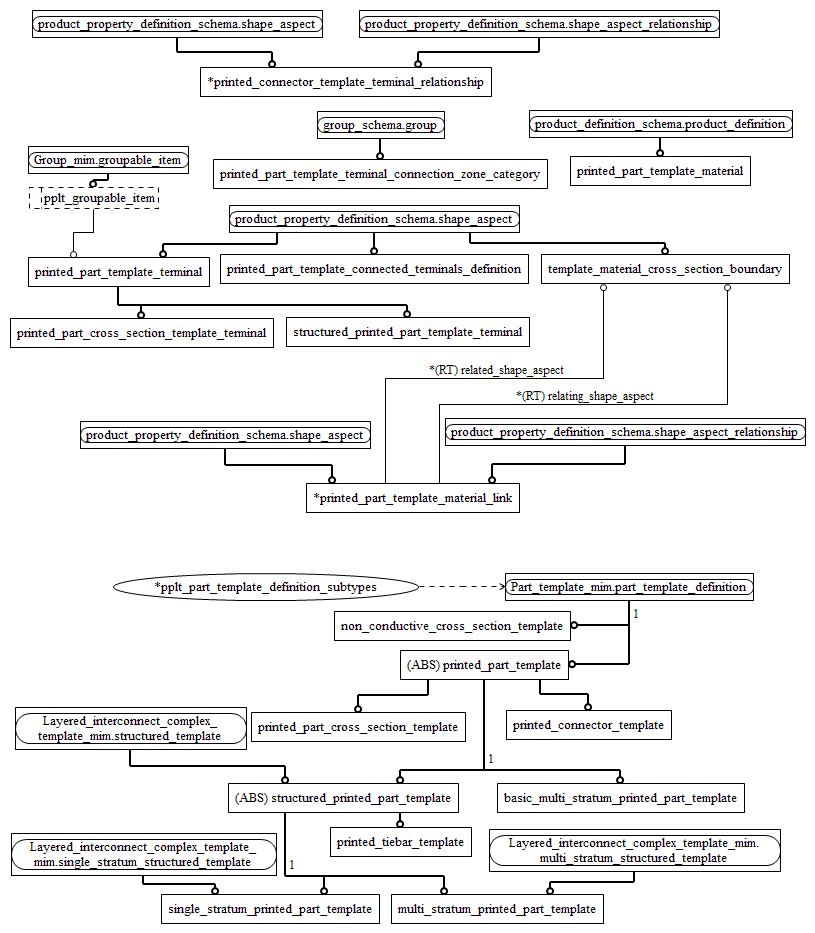 product_property_definition_schema.shape_aspect
product_property_definition_schema.shape_aspect_relationship
*printed_connector_template_terminal_relationship
group_schema.group
product_definition_schema.product_definition
Group_mim.groupable_item
printed_part_template_terminal_connection_zone_category
printed_part_template_material
pplt_groupable_item
product_property_definition_schema.shape_aspect
printed_part_template_terminal
printed_part_template_connected_terminals_definition
template_material_cross_section_boundary
printed_part_cross_section_template_terminal
structured_printed_part_template_terminal
*(RT) related_shape_aspect
*(RT) relating_shape_aspect
product_property_definition_schema.shape_aspect
product_property_definition_schema.shape_aspect_relationship
*printed_part_template_material_link
*pplt_part_template_definition_subtypes
Part_template_mim.part_template_definition
1
non_conductive_cross_section_template
(ABS) printed_part_template
Layered_interconnect_complex_
template_mim.structured_template
printed_part_cross_section_template
printed_connector_template
1
(ABS) structured_printed_part_template
basic_multi_stratum_printed_part_template
printed_tiebar_template
Layered_interconnect_complex_template_
mim.single_stratum_structured_template
1
Layered_interconnect_complex_template_mim.
multi_stratum_structured_template
single_stratum_printed_part_template
multi_stratum_printed_part_template